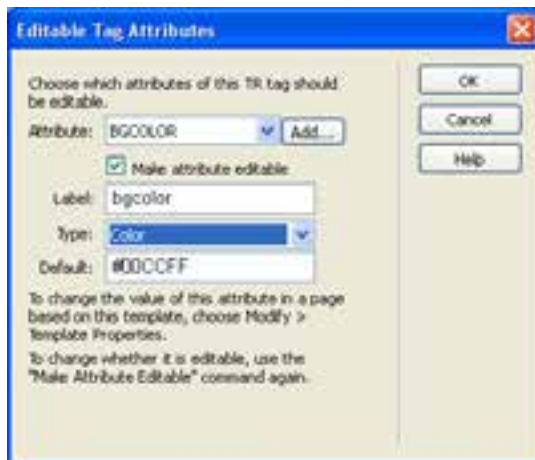 Editable Tag Attributes
Choose which attributes of this TR tag should
be editable.
OK
Attribute: BGCOLOR Add...
Cancel
Make attribute editable
Help
Label: bgcolor
Type: Color
Default: #00CCFF
To change the value of this attribute in a page
based on this template, choose Modify >
Template Properties.
To change whether it is editable, use the
"Make Attribute Editable" command again.